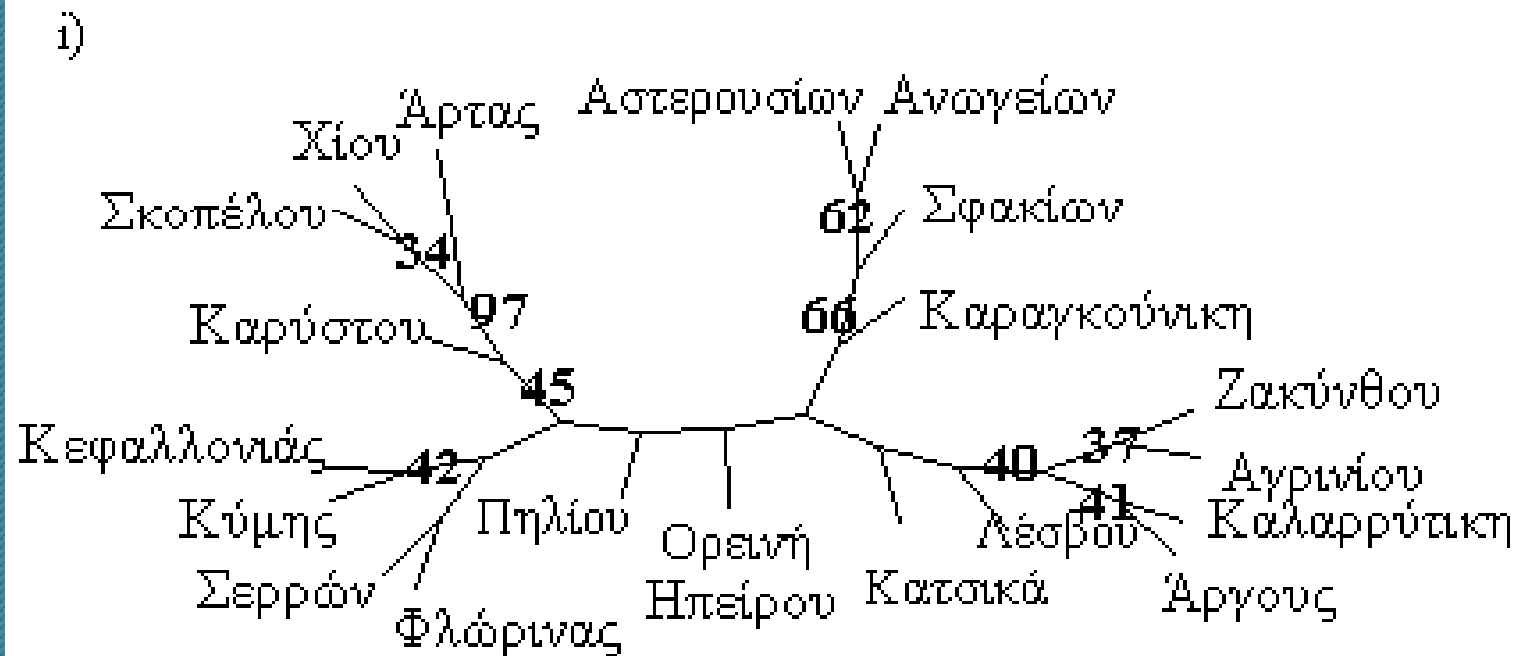 i)
Αστερουσίων Ανωγείων
Άρτας
Χίου
Σκοπέλου
62
Σφακίων
34
97
66
Καρύστου
Καραγκούνικη
45
Ζακύνθου
37
Κεφαλλονιάς
42
40
Αγρινίου
41
Κύμης
Πηλίου
Λέσβου
Καλαρρύτικη
Ορεινή
Ηπείρου
Σερρών
Κατσικά
Άργους
Φλώρινας